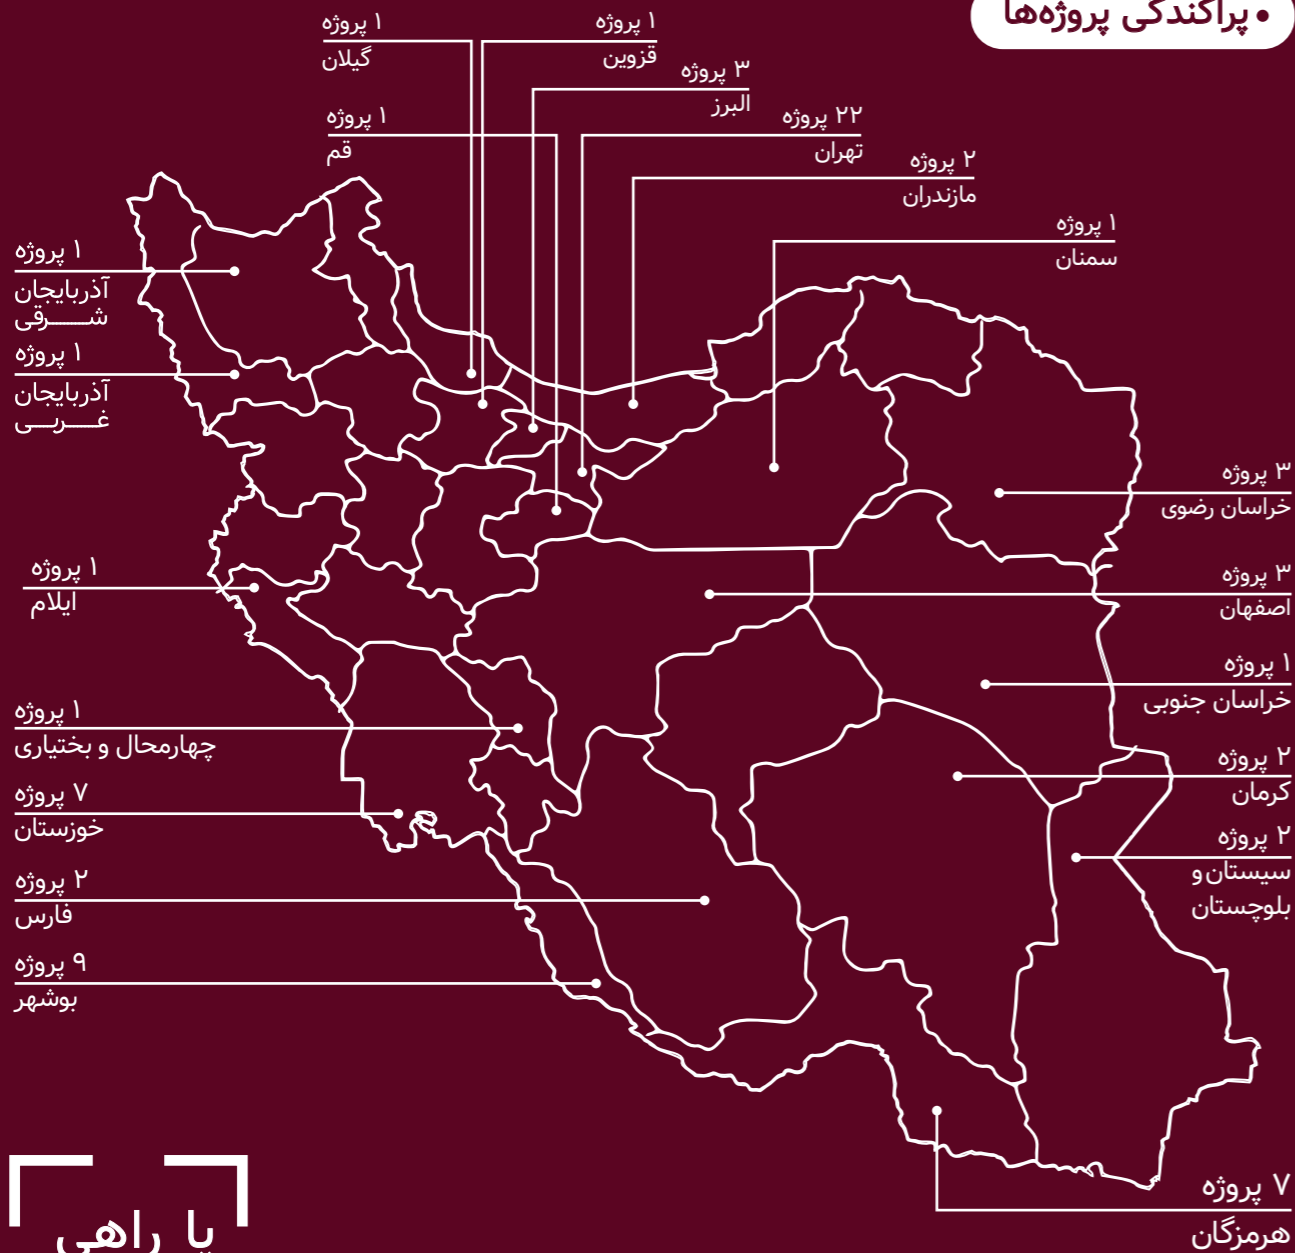 • پراکندگی پروژه‌ها
۱ پروژه
گیلان
۱ پروژه
قزوین
۳ پروژه
البرز
۱ پروژه
قم
۲۲ پروژه
تهران
۲ پروژه
مازندران
۱ پروژه
سمنان
۱ پروژه
آذربایجان
شــــرقی
۱ پروژه
آذربایجان
غــــربــی
۳ پروژه
خراسان رضوی
۱ پروژه
ایلام
۳ پروژه
اصفهان
۱ پروژه
خراسان جنوبی
۱ پروژه
چهارمحال و بختیاری
۲ پروژه
کرمان
۷ پروژه
خوزستان
۲ پروژه
سیستان و
بلوچستان
۲ پروژه
فارس
۹ پروژه
بوشهر
۷ پروژه
هرمزگان
یا راهی